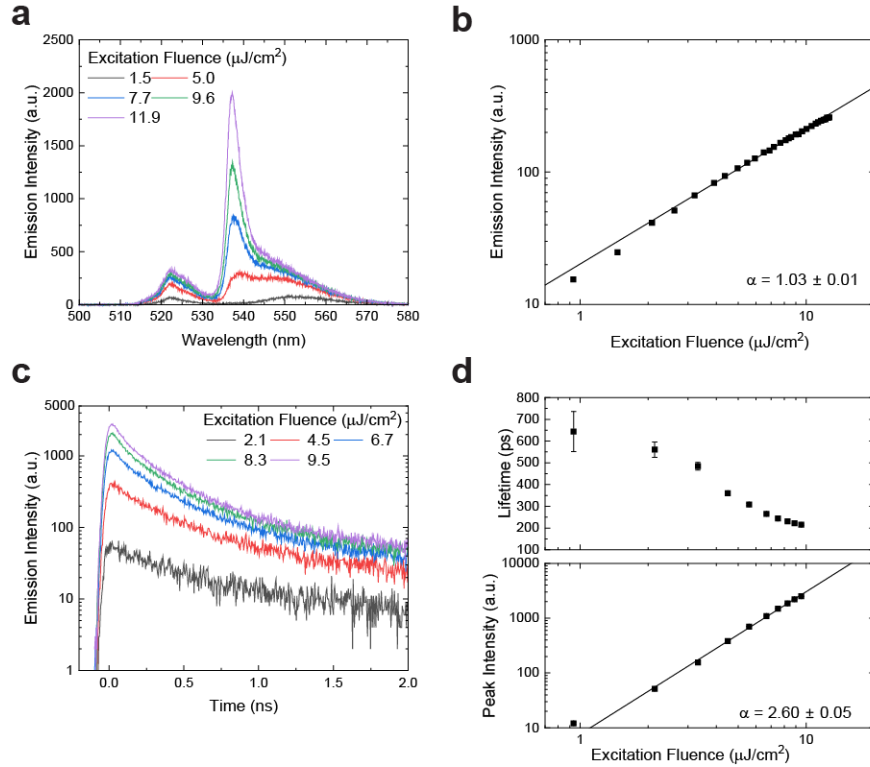 a
2500
2000
1500
1000
500
0
Excitation Fluence (μJ/cm²)
1.5 5.0
7.7 9.6
11.9
500 510 520 530 540 550 560 570 580
Wavelength (nm)
Emission Intensity (a.u.)
b
1000
100
10
1 10
Excitation Fluence (μJ/cm²)
Emission Intensity (a.u.)
α = 1.03 ± 0.01
c
5000
1000
100
10
1
Excitation Fluence (μJ/cm²)
2.1 4.5 6.7
8.3 9.5
0.0 0.5 1.0 1.5 2.0
Time (ns)
Emission Intensity (a.u.)
d
800
700
600
500
400
300
200
100
Lifetime (ps)
10000
1000
100
10
Peak Intensity (a.u.)
α = 2.60 ± 0.05
1 10
Excitation Fluence (μJ/cm²)